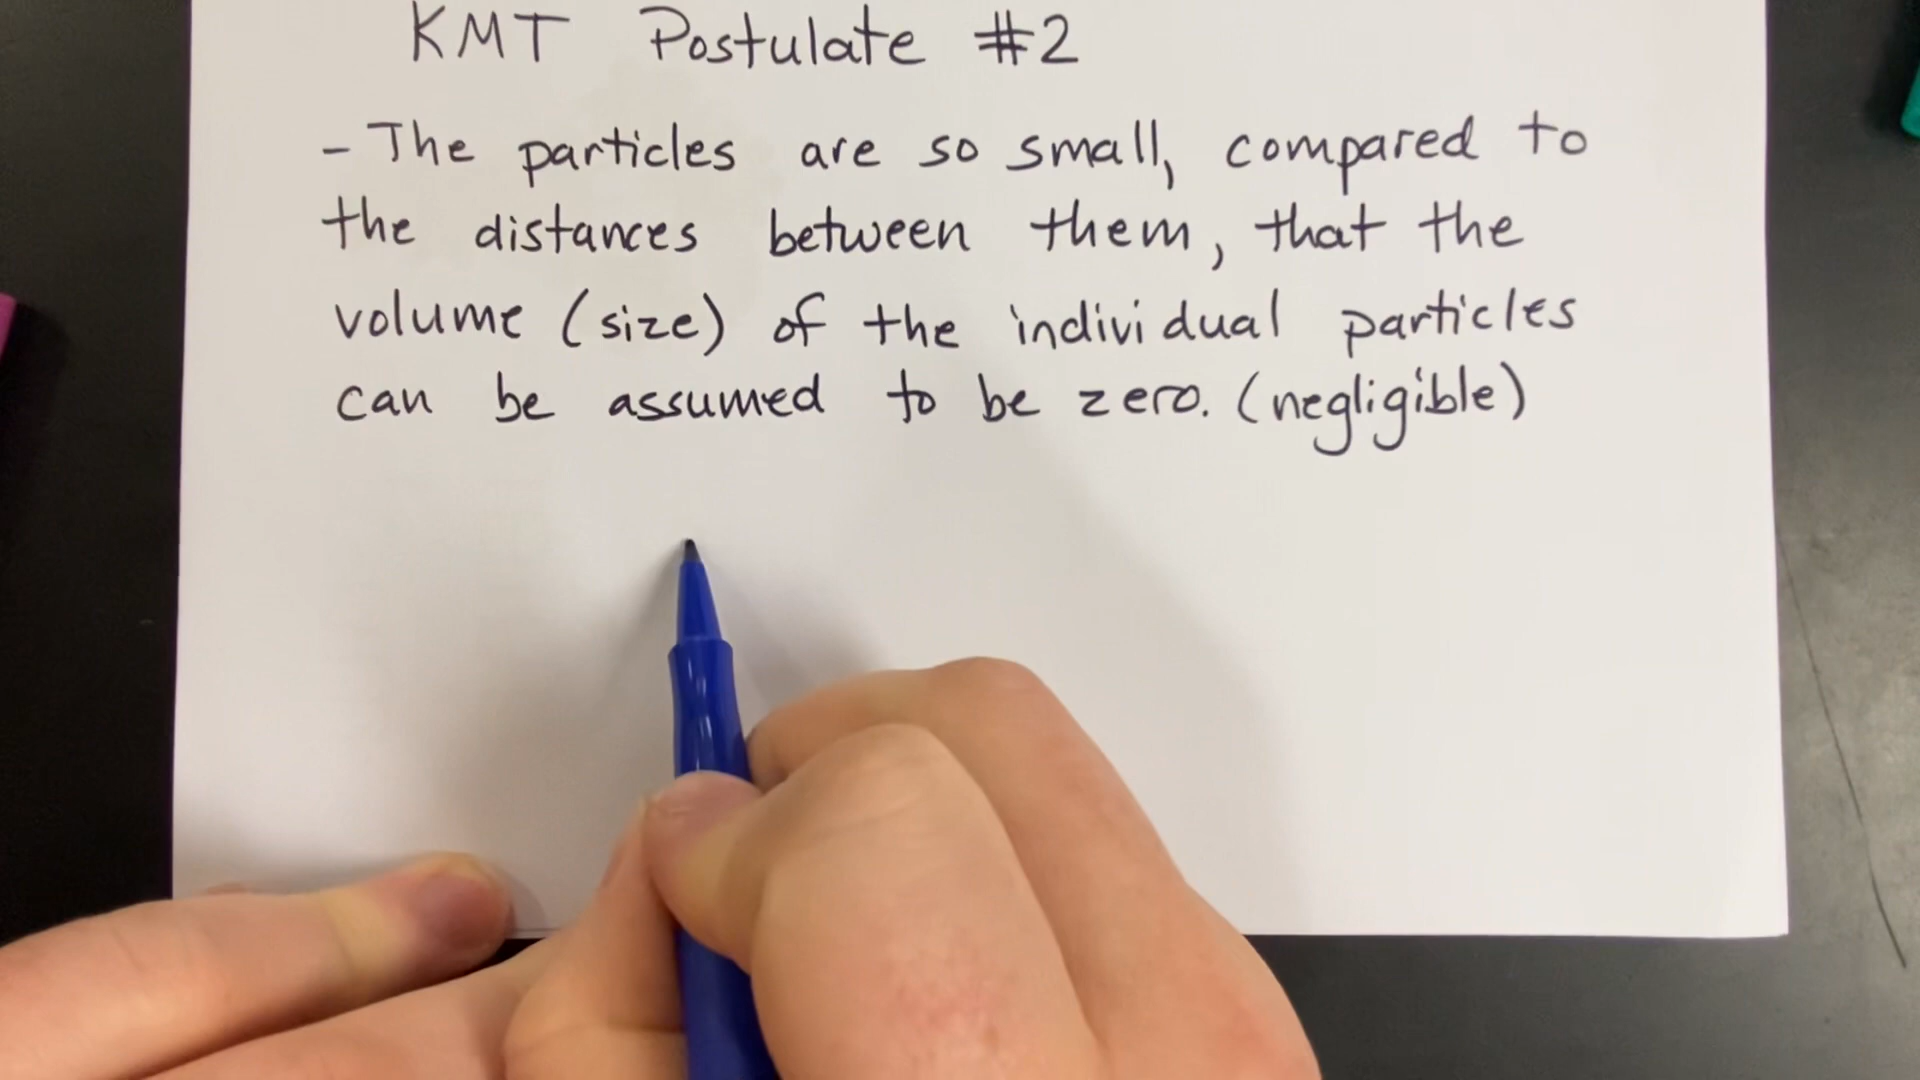 KMT Postulate #2
- The particles are so small, compared to
the distances between them, that the
volume (size) of the individual particles
can be assumed to be zero. (negligible)